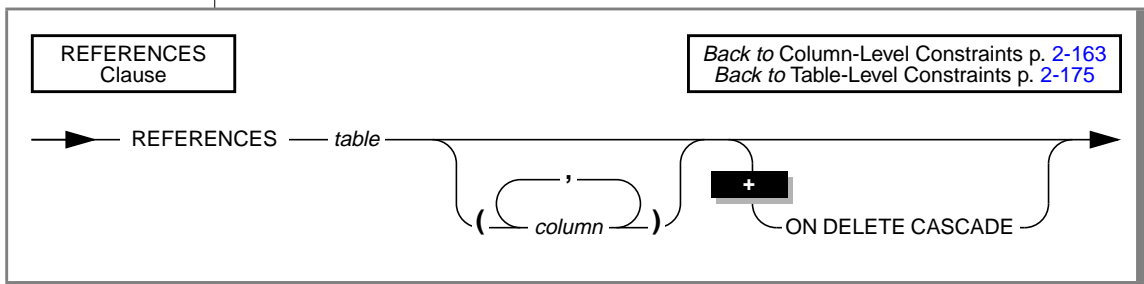 REFERENCES
Clause
Back to Column-Level Constraints p. 2-163
Back to Table-Level Constraints p. 2-175
REFERENCES table
,
( column )
+
ON DELETE CASCADE